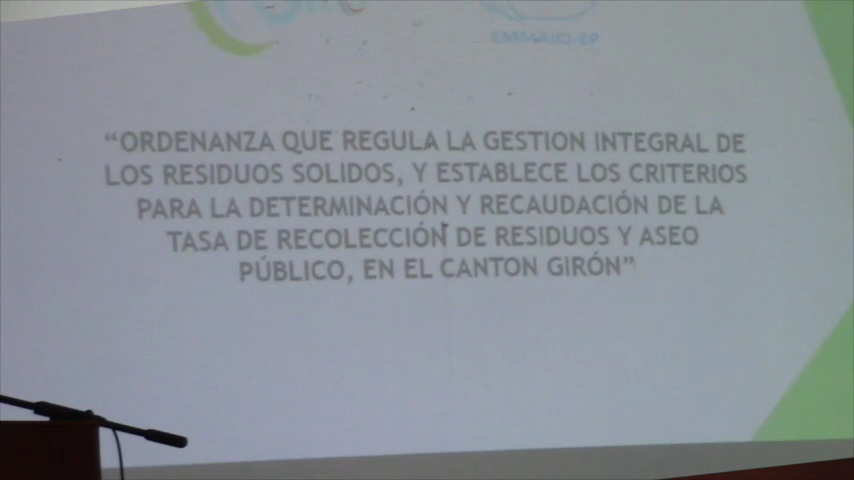 “ORDENANZA QUE REGULA LA GESTION INTEGRAL DE
LOS RESIDUOS SOLIDOS, Y ESTABLECE LOS CRITERIOS
PARA LA DETERMINACIÓN Y RECAUDACIÓN DE LA
TASA DE RECOLECCIÓN DE RESIDUOS Y ASEO
PÚBLICO, EN EL CANTON GIRÓN”